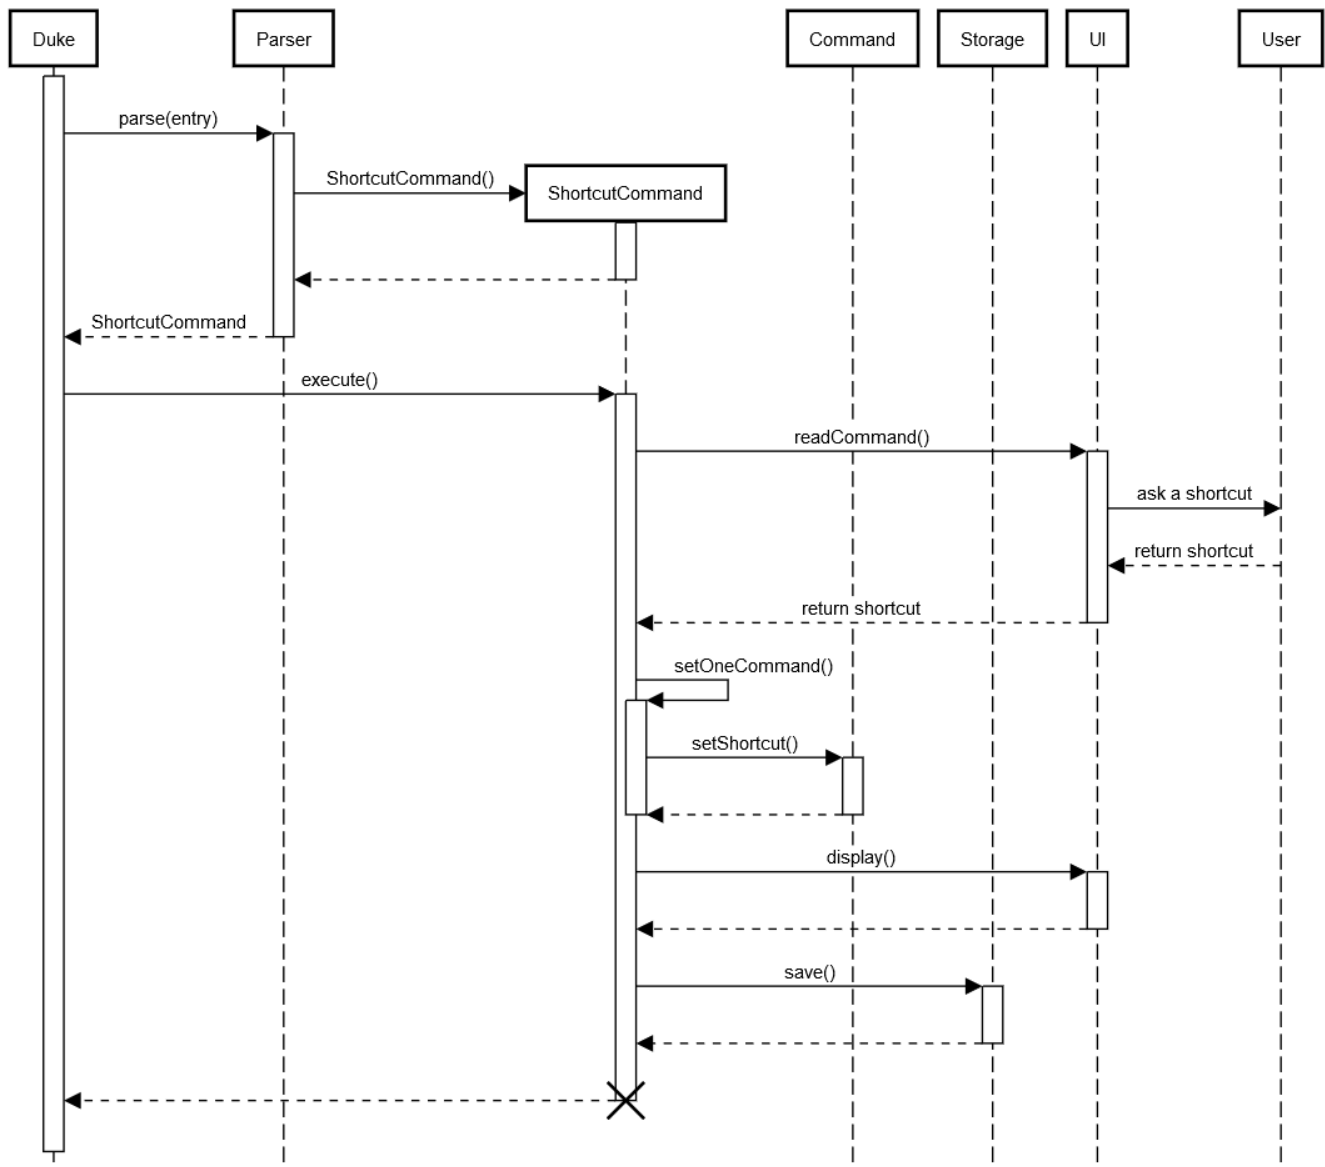 Duke
Parser
Command
Storage
UI
User
parse(entry)
ShortcutCommand()
ShortcutCommand
ShortcutCommand
execute()
readCommand()
ask a shortcut
return shortcut
return shortcut
setOneCommand()
setShortcut()
display()
save()